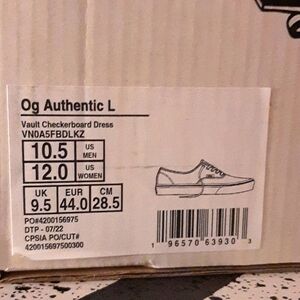 Og Authentic L
Vault Checkerboard Dress
VN0A5FBDLKZ
10.5 US MEN
12.0 US WOMEN
UK EUR CM
9.5 44.0 28.5
PO#4200156975
DTP - 07/22
CPSIA PO/CUT#
420015697500300
1 96570 63930 3